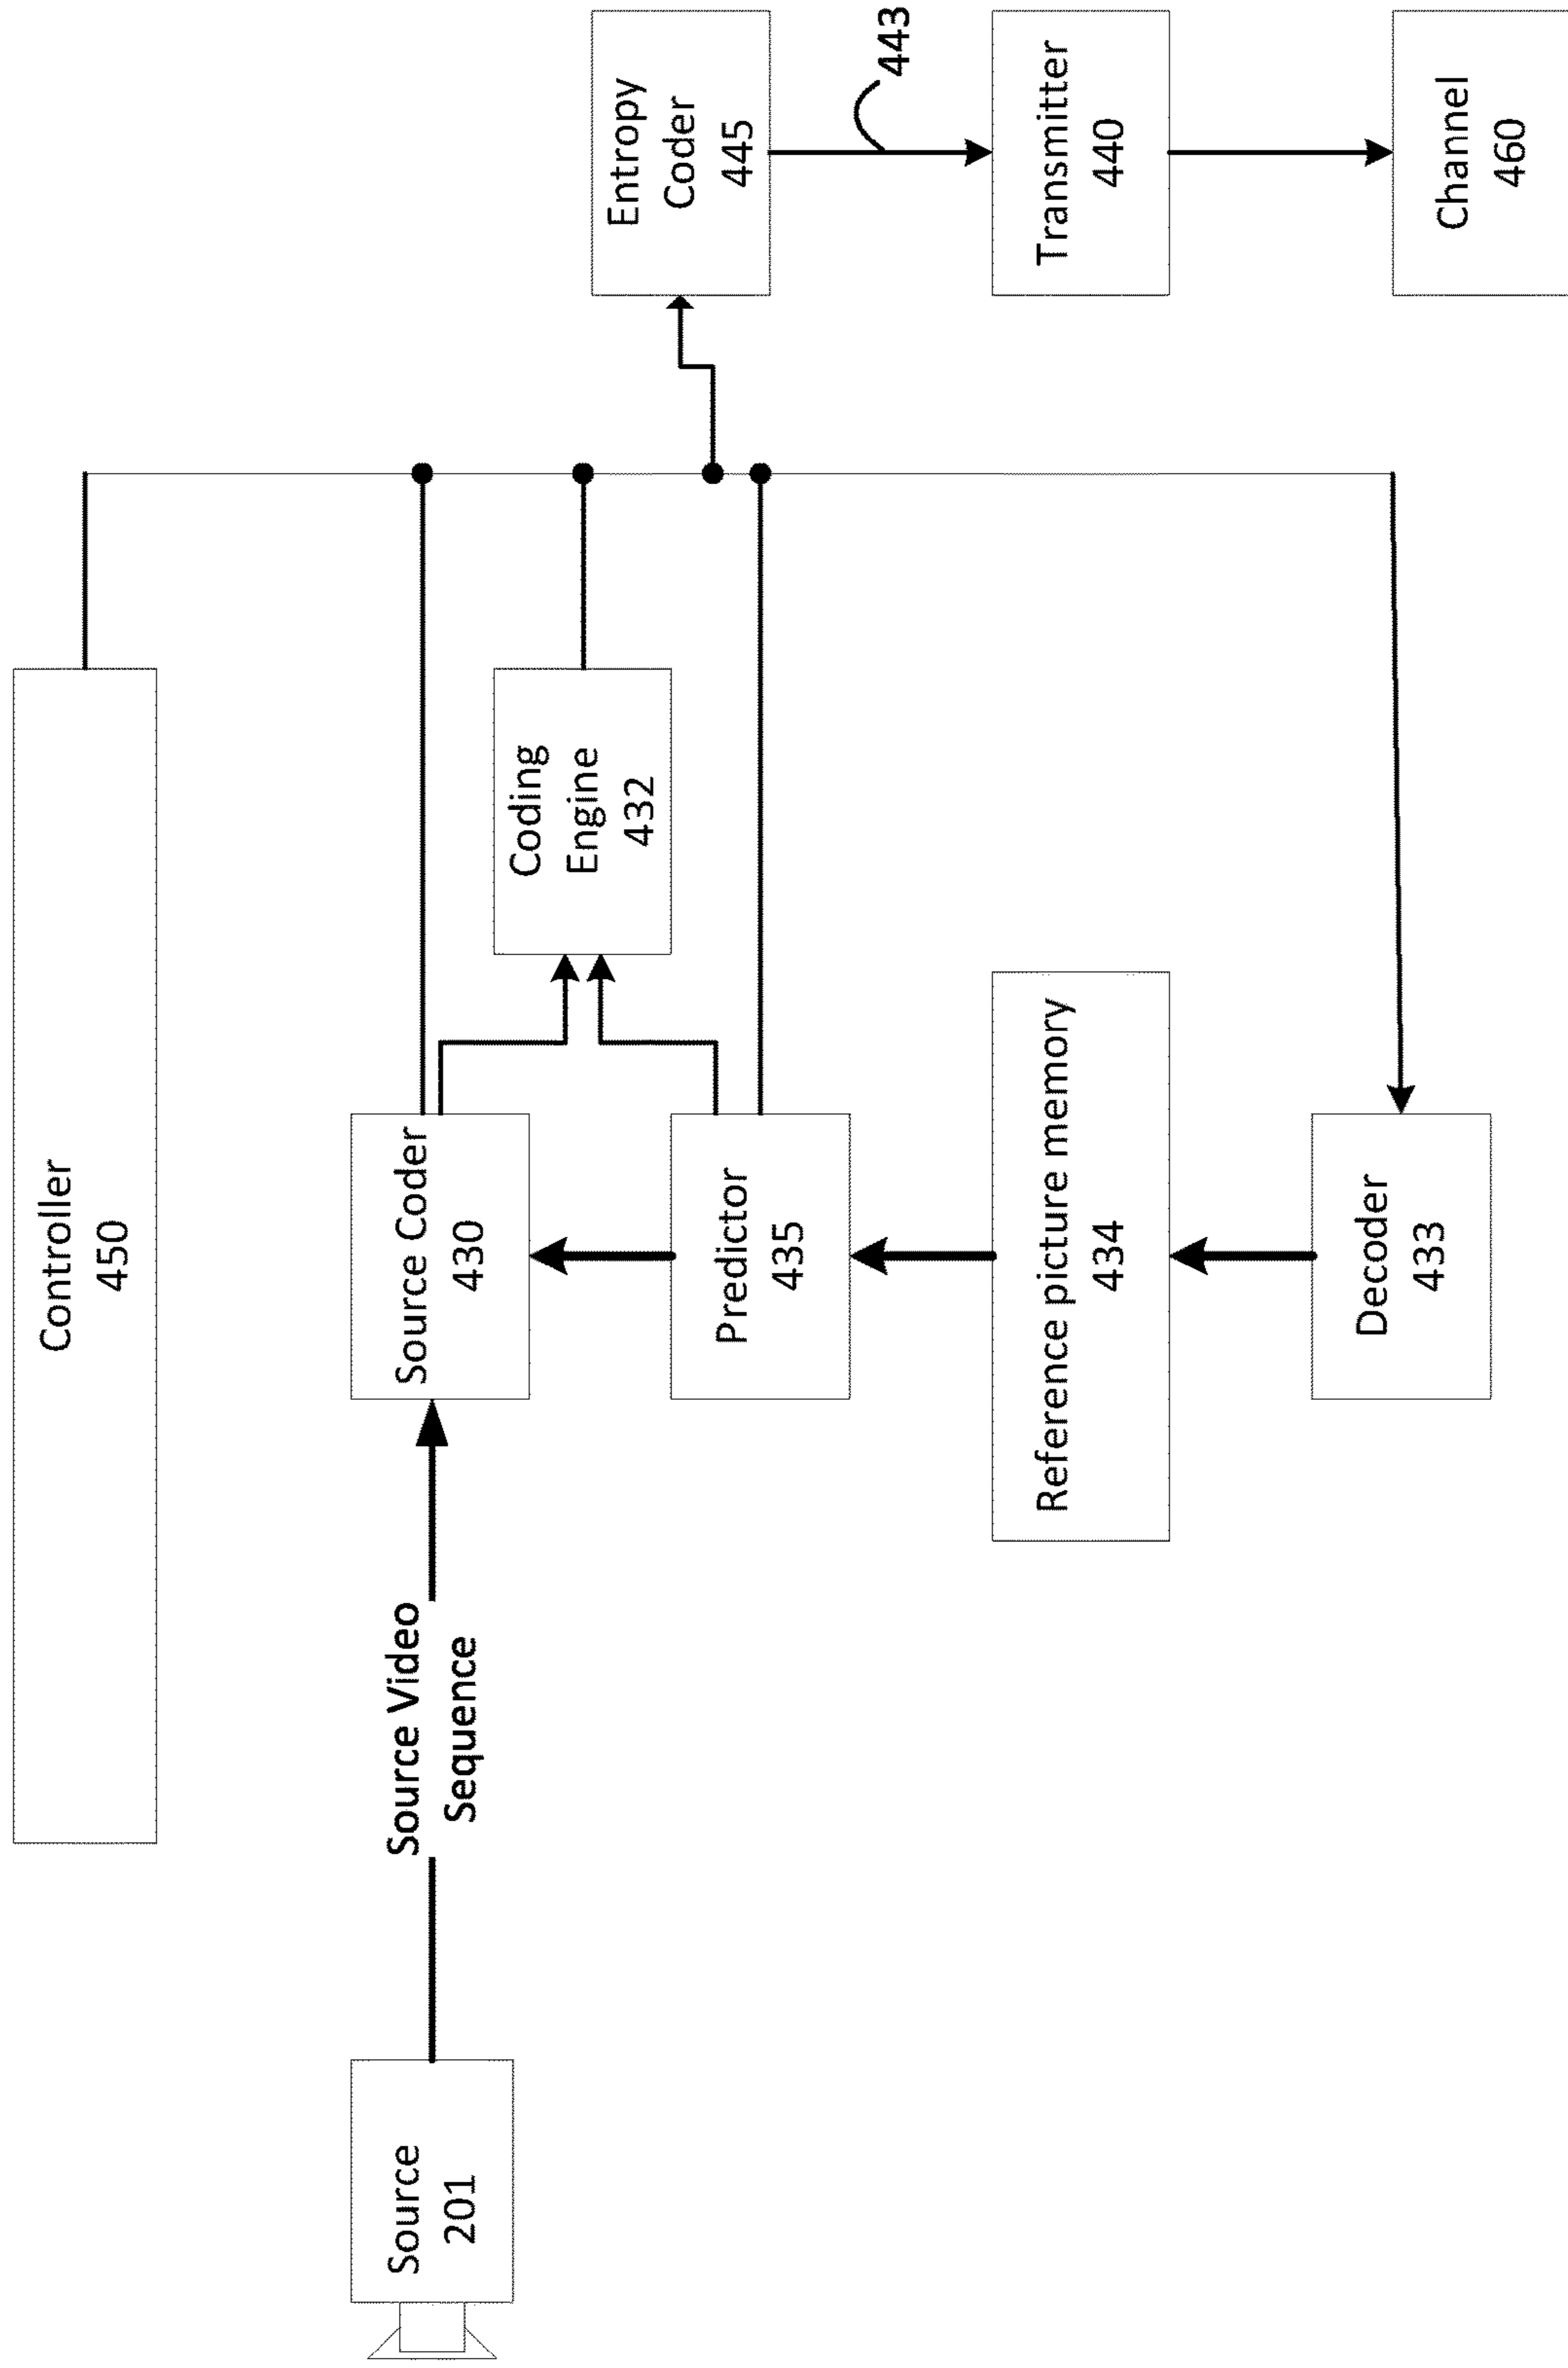 Controller
450
Source
201
Source Video
Sequence
Source Coder
430
Coding
Engine
432
Entropy
Coder
445
443
Predictor
435
Reference picture memory
434
Transmitter
440
Decoder
433
Channel
460